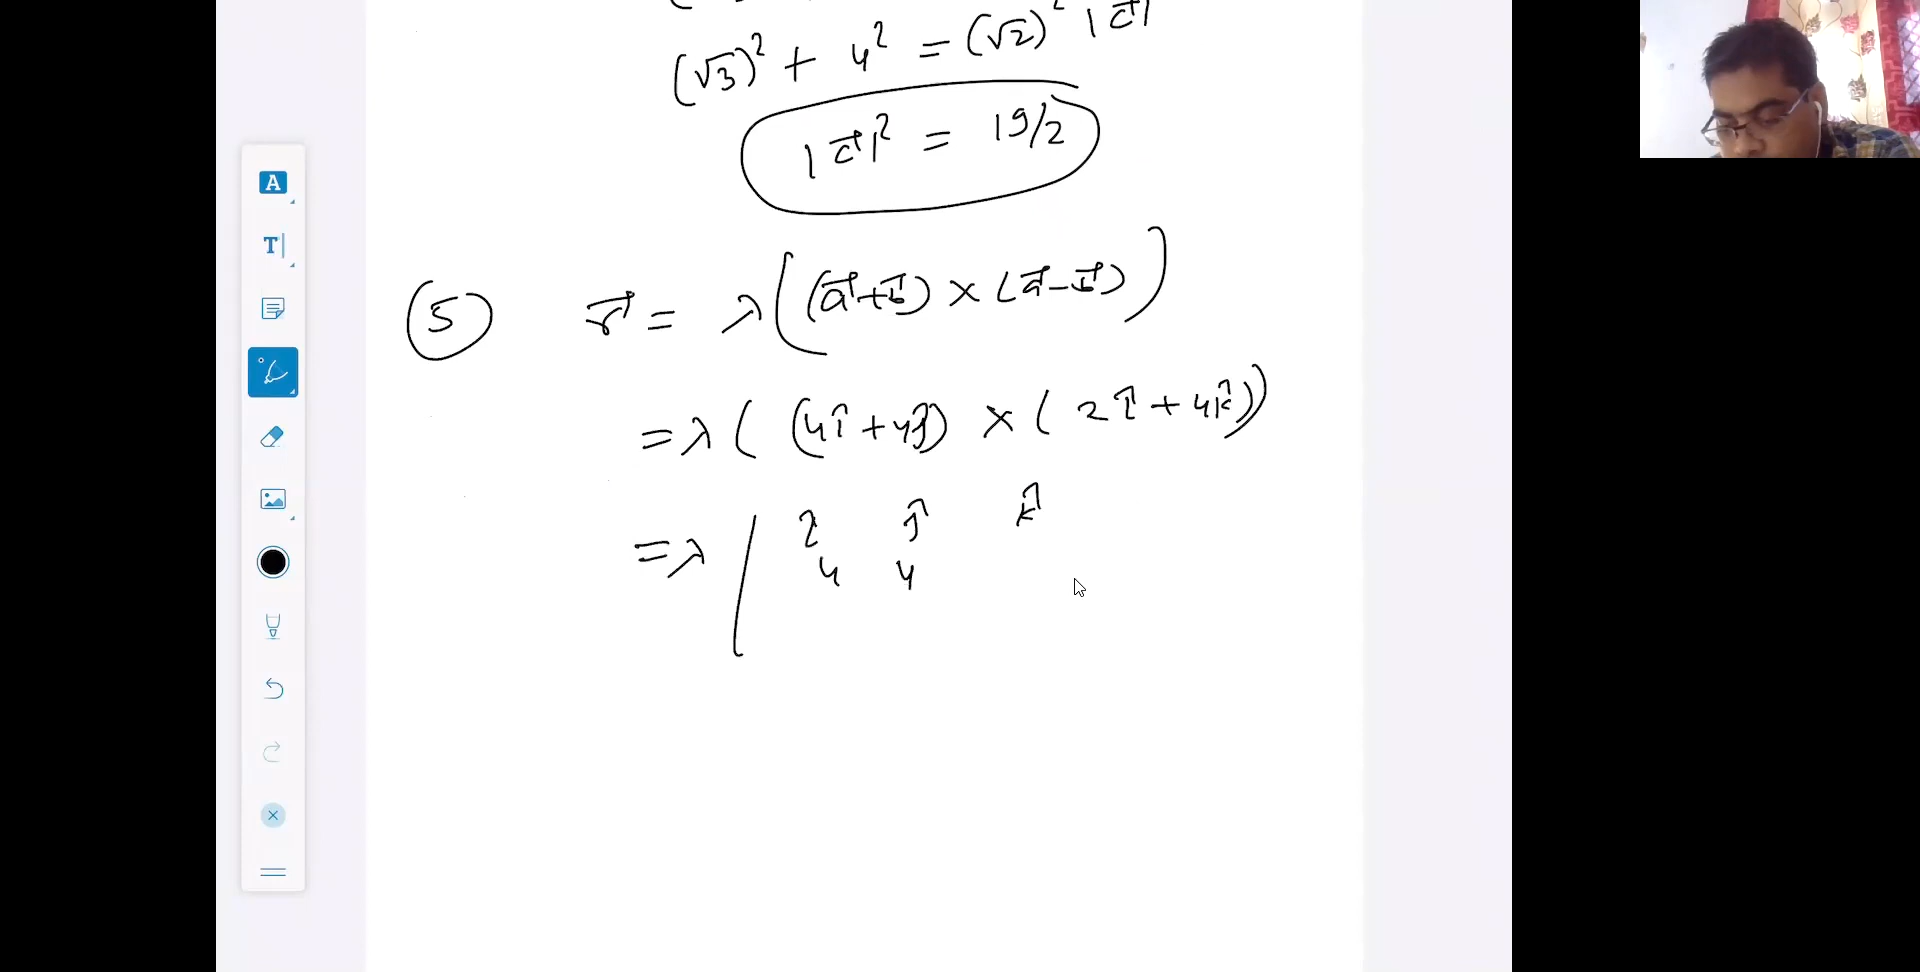 (√3)² + 4² = (√2)² |c⃗|
|c⃗|² = 19/2
A
T|
(5) r⃗ = λ((a⃗+b⃗) × (a⃗-b⃗))
= λ((4î+4ĵ) × (2î+4k̂))
= λ | î ĵ k̂
4 4